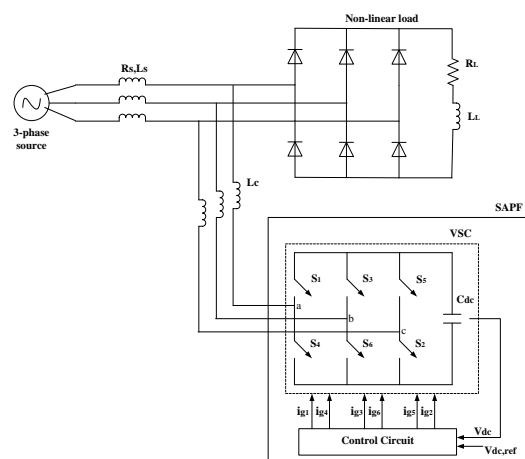 Non-linear load
Rs,Ls
RL
LL
3-phase
source
Lc
SAPF
VSC
S1
S3
S5
Cdc
a
b
c
S4
S6
S2
ig1
ig4
ig3
ig6
ig5
ig2
Vdc
Control Circuit
Vdc,ref